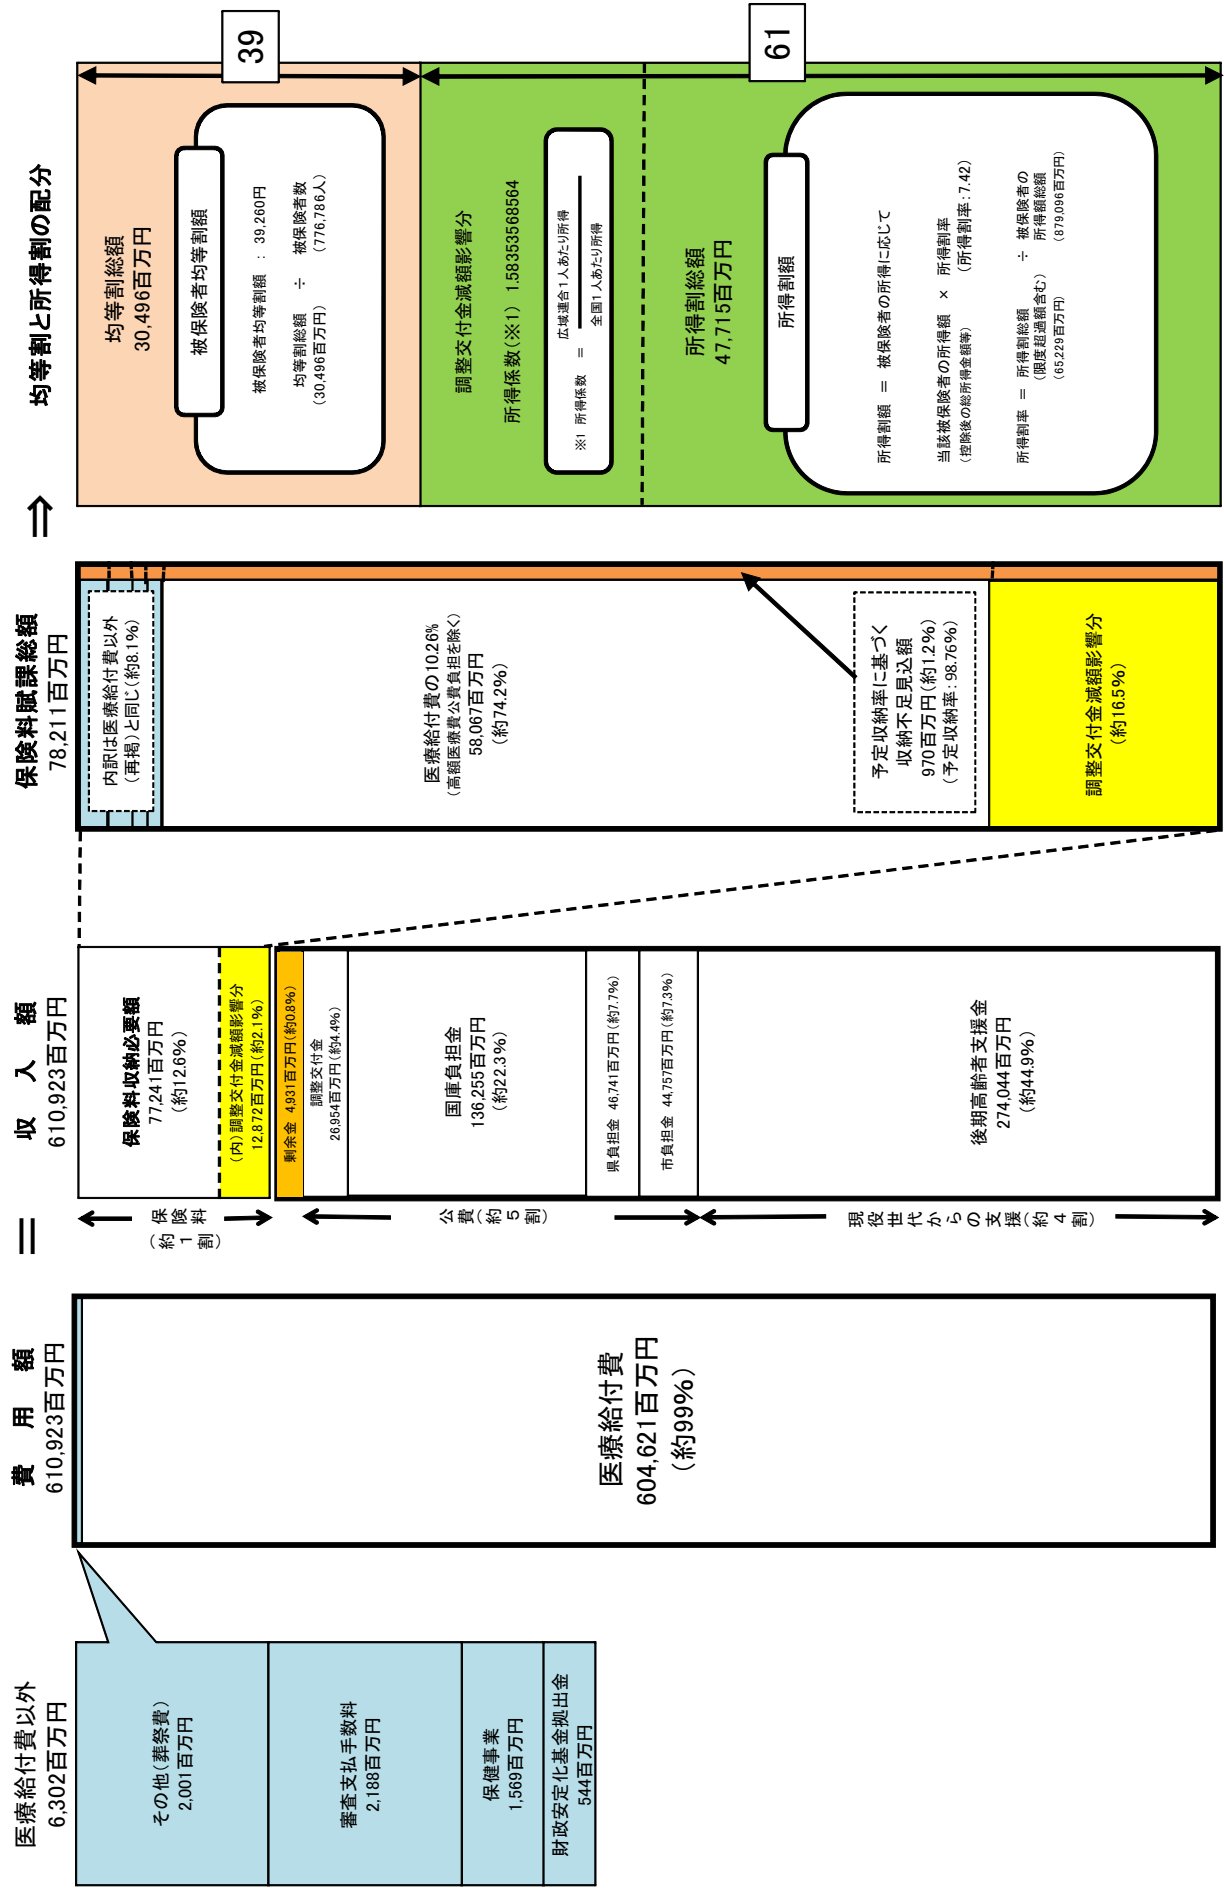 医療給付費以外
6,302百万円
その他(葬祭費)
2,001百万円
審査支払手数料
2,188百万円
保健事業
1,569百万円
財政安定化基金拠出金
544百万円
費　用　額
610,923百万円
医療給付費
604,621百万円
(約99%)
＝
収　入　額
610,923百万円
保険料
(約1割)
公費(約5割)
現役世代からの支援(約4割)
保険料収納必要額
77,241百万円
(約12.6%)
(内)調整交付金減額影響分
12,872百万円(約2.1%)
剰余金 4,931百万円(約0.8%)
調整交付金
26,954百万円(約4.4%)
国庫負担金
136,255百万円
(約22.3%)
県負担金 46,741百万円(約7.7%)
市負担金 44,757百万円(約7.3%)
後期高齢者支援金
274,044百万円
(約44.9%)
保険料賦課総額
78,211百万円
内訳は医療給付費以外
(再掲)と同じ(約8.1%)
医療給付費の10.26%
(高額医療費公費負担を除く)
58,067百万円
(約74.2%)
予定収納率に基づく
収納不足見込額
970百万円(約1.2%)
(予定収納率:98.76%)
調整交付金減額影響分
(約16.5%)
⇒
均等割と所得割の配分
39
均等割総額
30,496百万円
被保険者均等割額
被保険者均等割額 : 39,260円
均等割総額 ÷ 被保険者数
(30,496百万円) (776,786人)
61
調整交付金減額影響分
所得係数(※1) 1.58353568564
※1 所得係数 ＝
広域連合1人あたり所得
全国1人あたり所得
所得割総額
47,715百万円
所得割額
所得割額 ＝ 被保険者の所得に応じて
当該被保険者の所得額 × 所得割率
(控除後の総所得金額等) (所得割率:7.42)
所得割率 ＝ 所得割総額 ÷ 被保険者の
(限度超過額含む) 所得額総額
(65,229百万円) (879,096百万円)